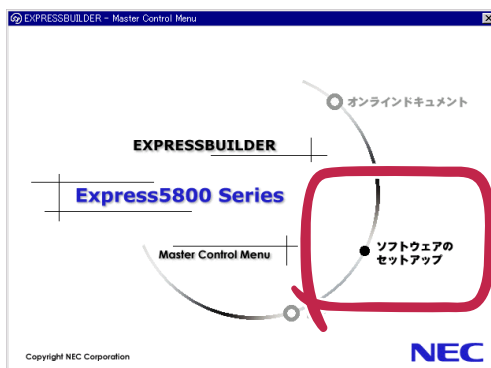 EXPRESSBUILDER - Master Control Menu
オンラインドキュメント
EXPRESSBUILDER
Express5800 Series
ソフトウェアの
セットアップ
Master Control Menu
Copyright NEC Corporation
NEC